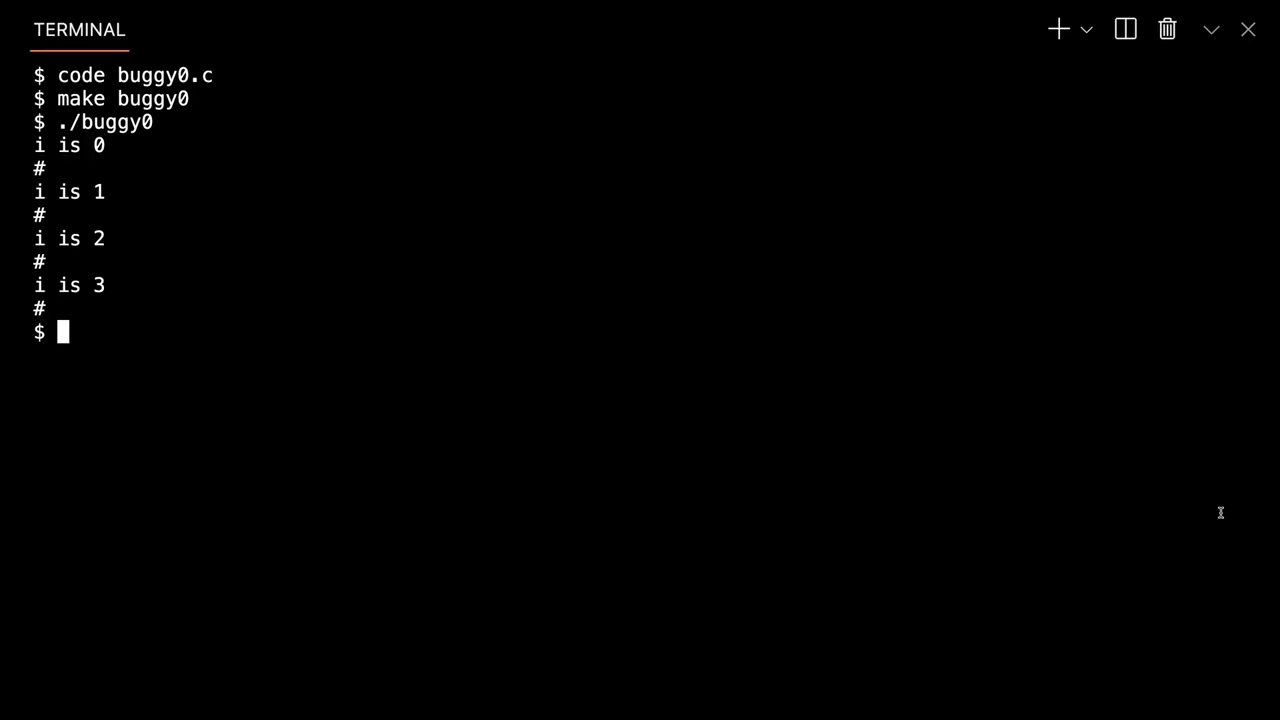 TERMINAL
$ code buggy0.c
$ make buggy0
$ ./buggy0
i is 0
#
i is 1
#
i is 2
#
i is 3
#
$